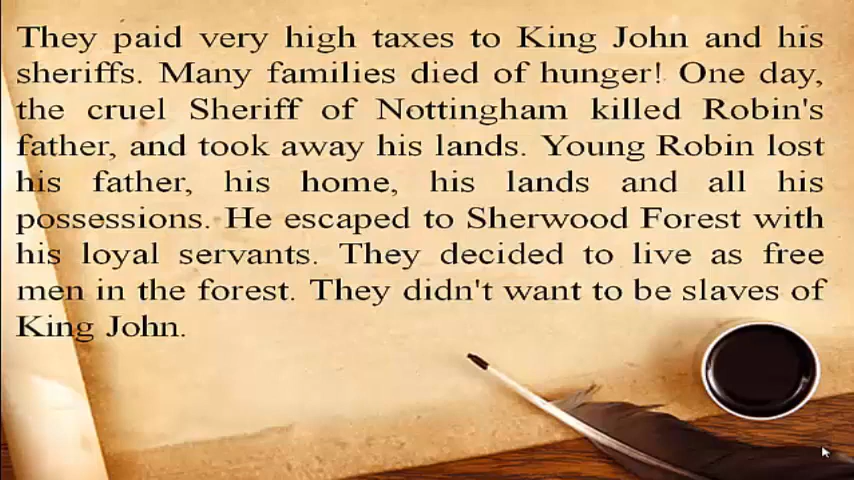 They paid very high taxes to King John and his
sheriffs. Many families died of hunger! One day,
the cruel Sheriff of Nottingham killed Robin's
father, and took away his lands. Young Robin lost
his father, his home, his lands and all his
possessions. He escaped to Sherwood Forest with
his loyal servants. They decided to live as free
men in the forest. They didn't want to be slaves of
King John.